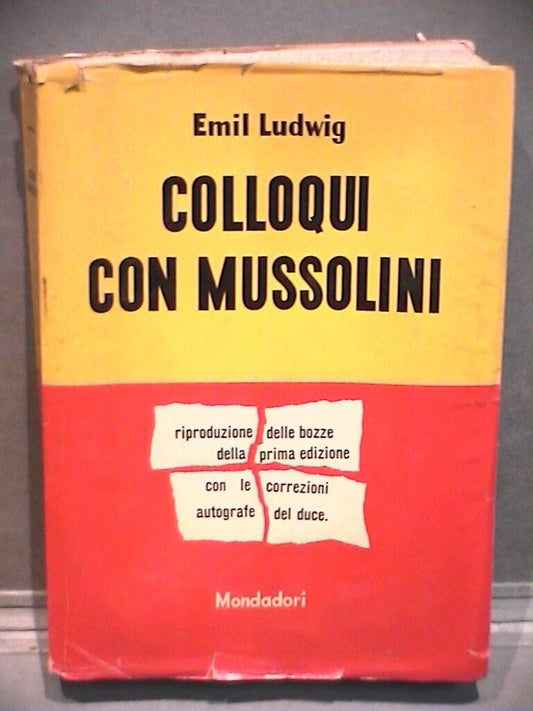 Emil Ludwig
COLLOQUI
CON MUSSOLINI
riproduzione delle bozze
della prima edizione
con le correzioni
autografe del duce.
Mondadori